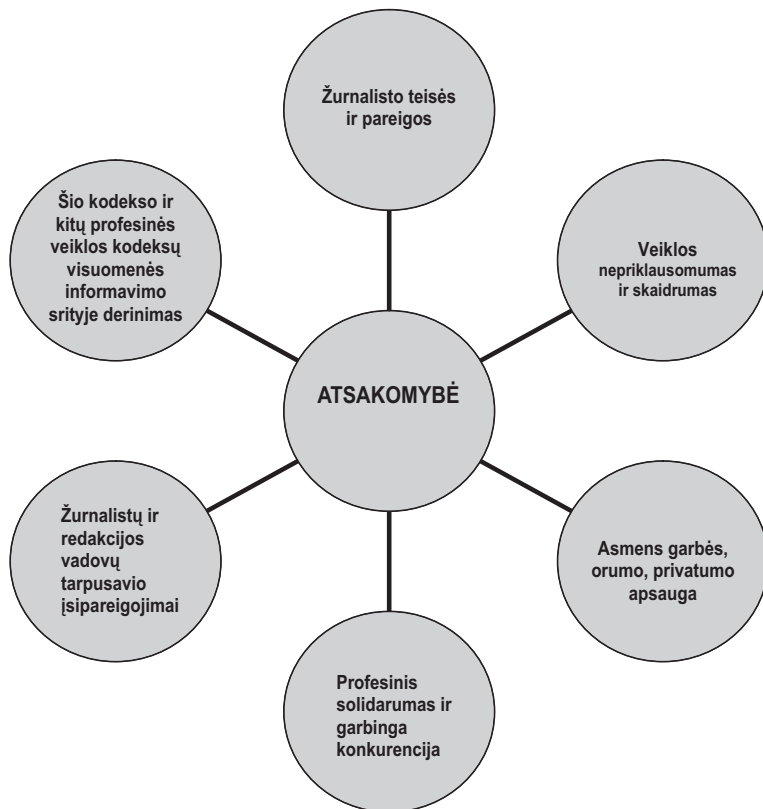 Žurnalisto teisės
ir pareigos
Šio kodekso ir
kitų profesinės
veiklos kodeksų
visuomenės
informavimo
srityje derinimas
Veiklos
nepriklausomumas
ir skaidrumas
ATSAKOMYBĖ
Žurnalistų ir
redakcijos
vadovų
tarpusavio
įsipareigojimai
Asmens garbės,
orumo, privatumo
apsauga
Profesinis
solidarumas ir
garbinga
konkurencija